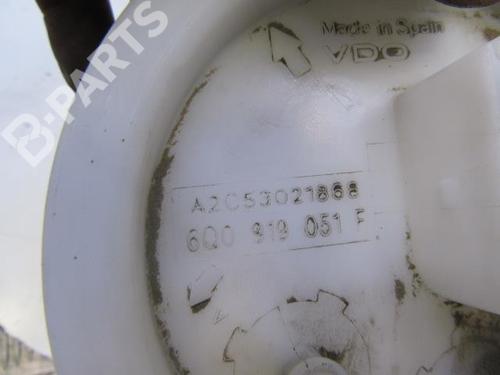 Made in Spain
VDO
B-PARTS
A2C53021868
6Q0 919 051 F